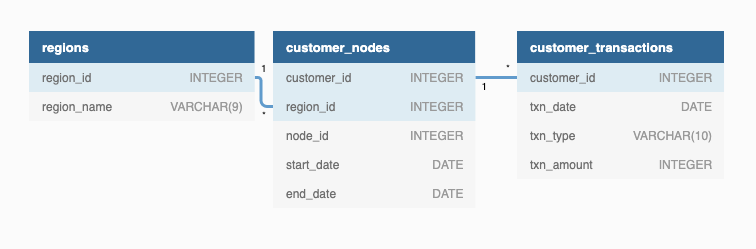 regions
region_id INTEGER
region_name VARCHAR(9)
1
*
customer_nodes
customer_id INTEGER
region_id INTEGER
node_id INTEGER
start_date DATE
end_date DATE
1
*
customer_transactions
customer_id INTEGER
txn_date DATE
txn_type VARCHAR(10)
txn_amount INTEGER